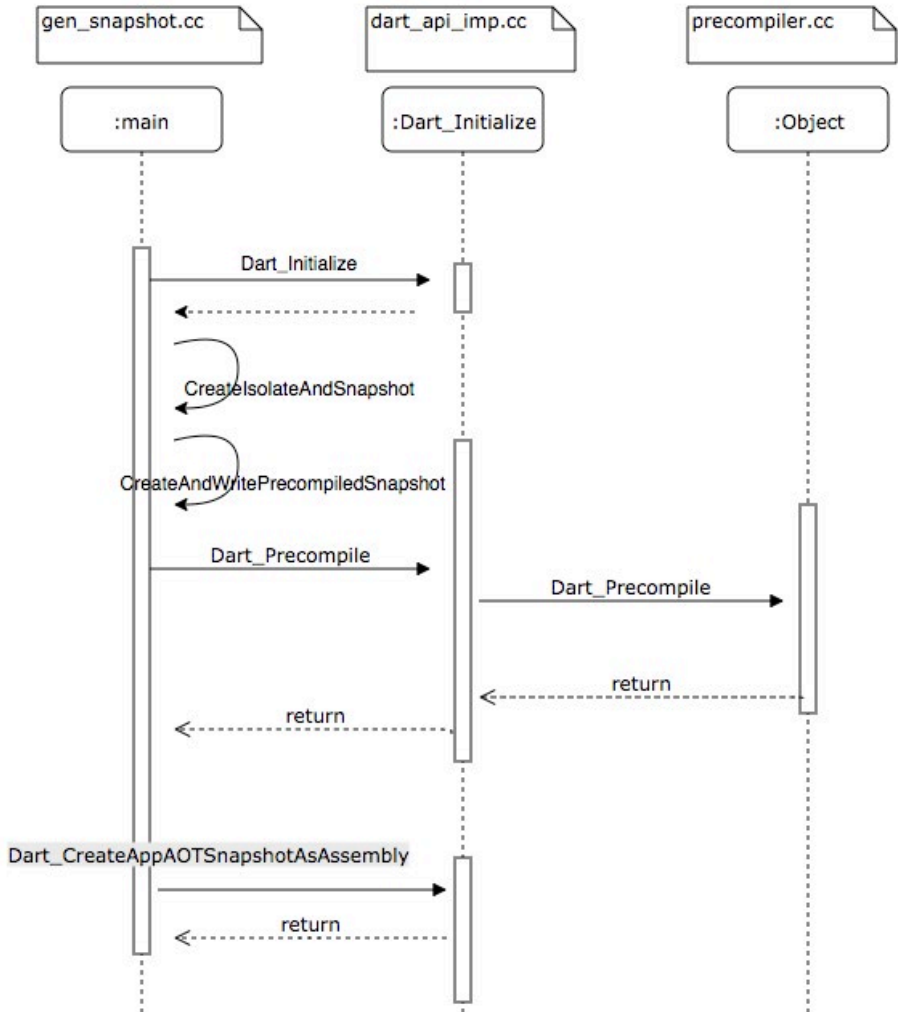 gen_snapshot.cc
dart_api_imp.cc
precompiler.cc
:main
:Dart_Initialize
:Object
Dart_Initialize
CreateIsolateAndSnapshot
CreateAndWritePrecompiledSnapshot
Dart_Precompile
Dart_Precompile
return
return
Dart_CreateAppAOTSnapshotAsAssembly
return